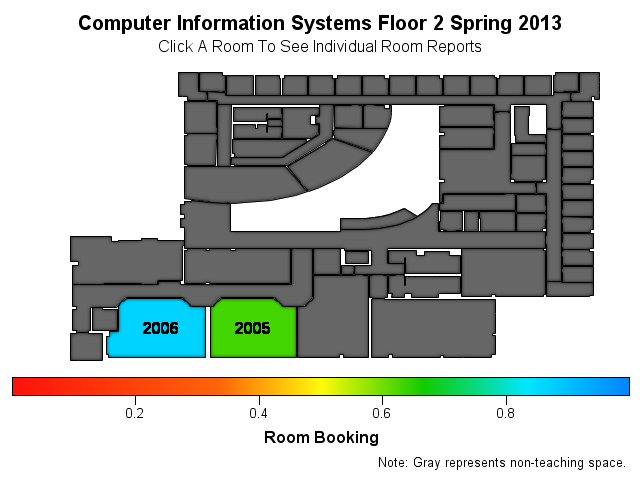 Computer Information Systems Floor 2 Spring 2013
Click A Room To See Individual Room Reports
2006 2005
0.2 0.4 0.6 0.8
Room Booking
Note: Gray represents non-teaching space.